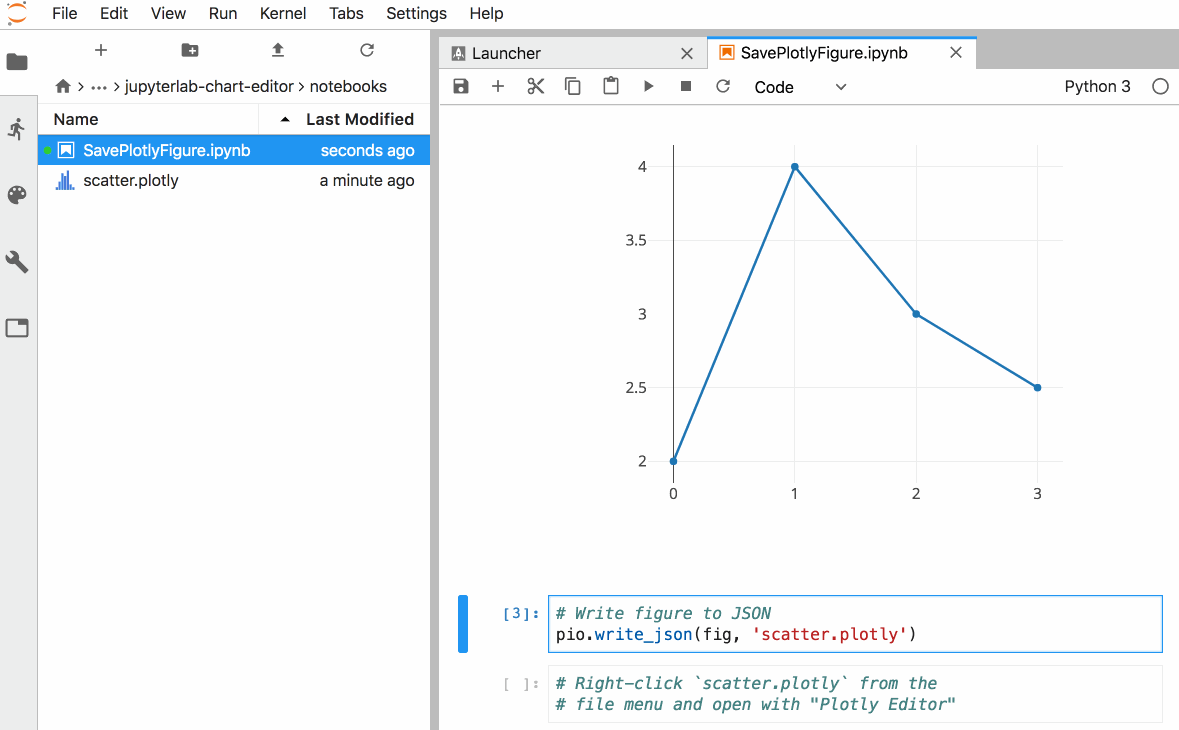 File Edit View Run Kernel Tabs Settings Help
… jupyterlab-chart-editor notebooks
Name Last Modified
SavePlotlyFigure.ipynb seconds ago
scatter.plotly a minute ago
Launcher SavePlotlyFigure.ipynb
Code Python 3
4
3.5
3
2.5
2
0 1 2 3
[3]: # Write figure to JSON
pio.write_json(fig, 'scatter.plotly')
[ ]: # Right-click `scatter.plotly` from the
# file menu and open with "Plotly Editor"